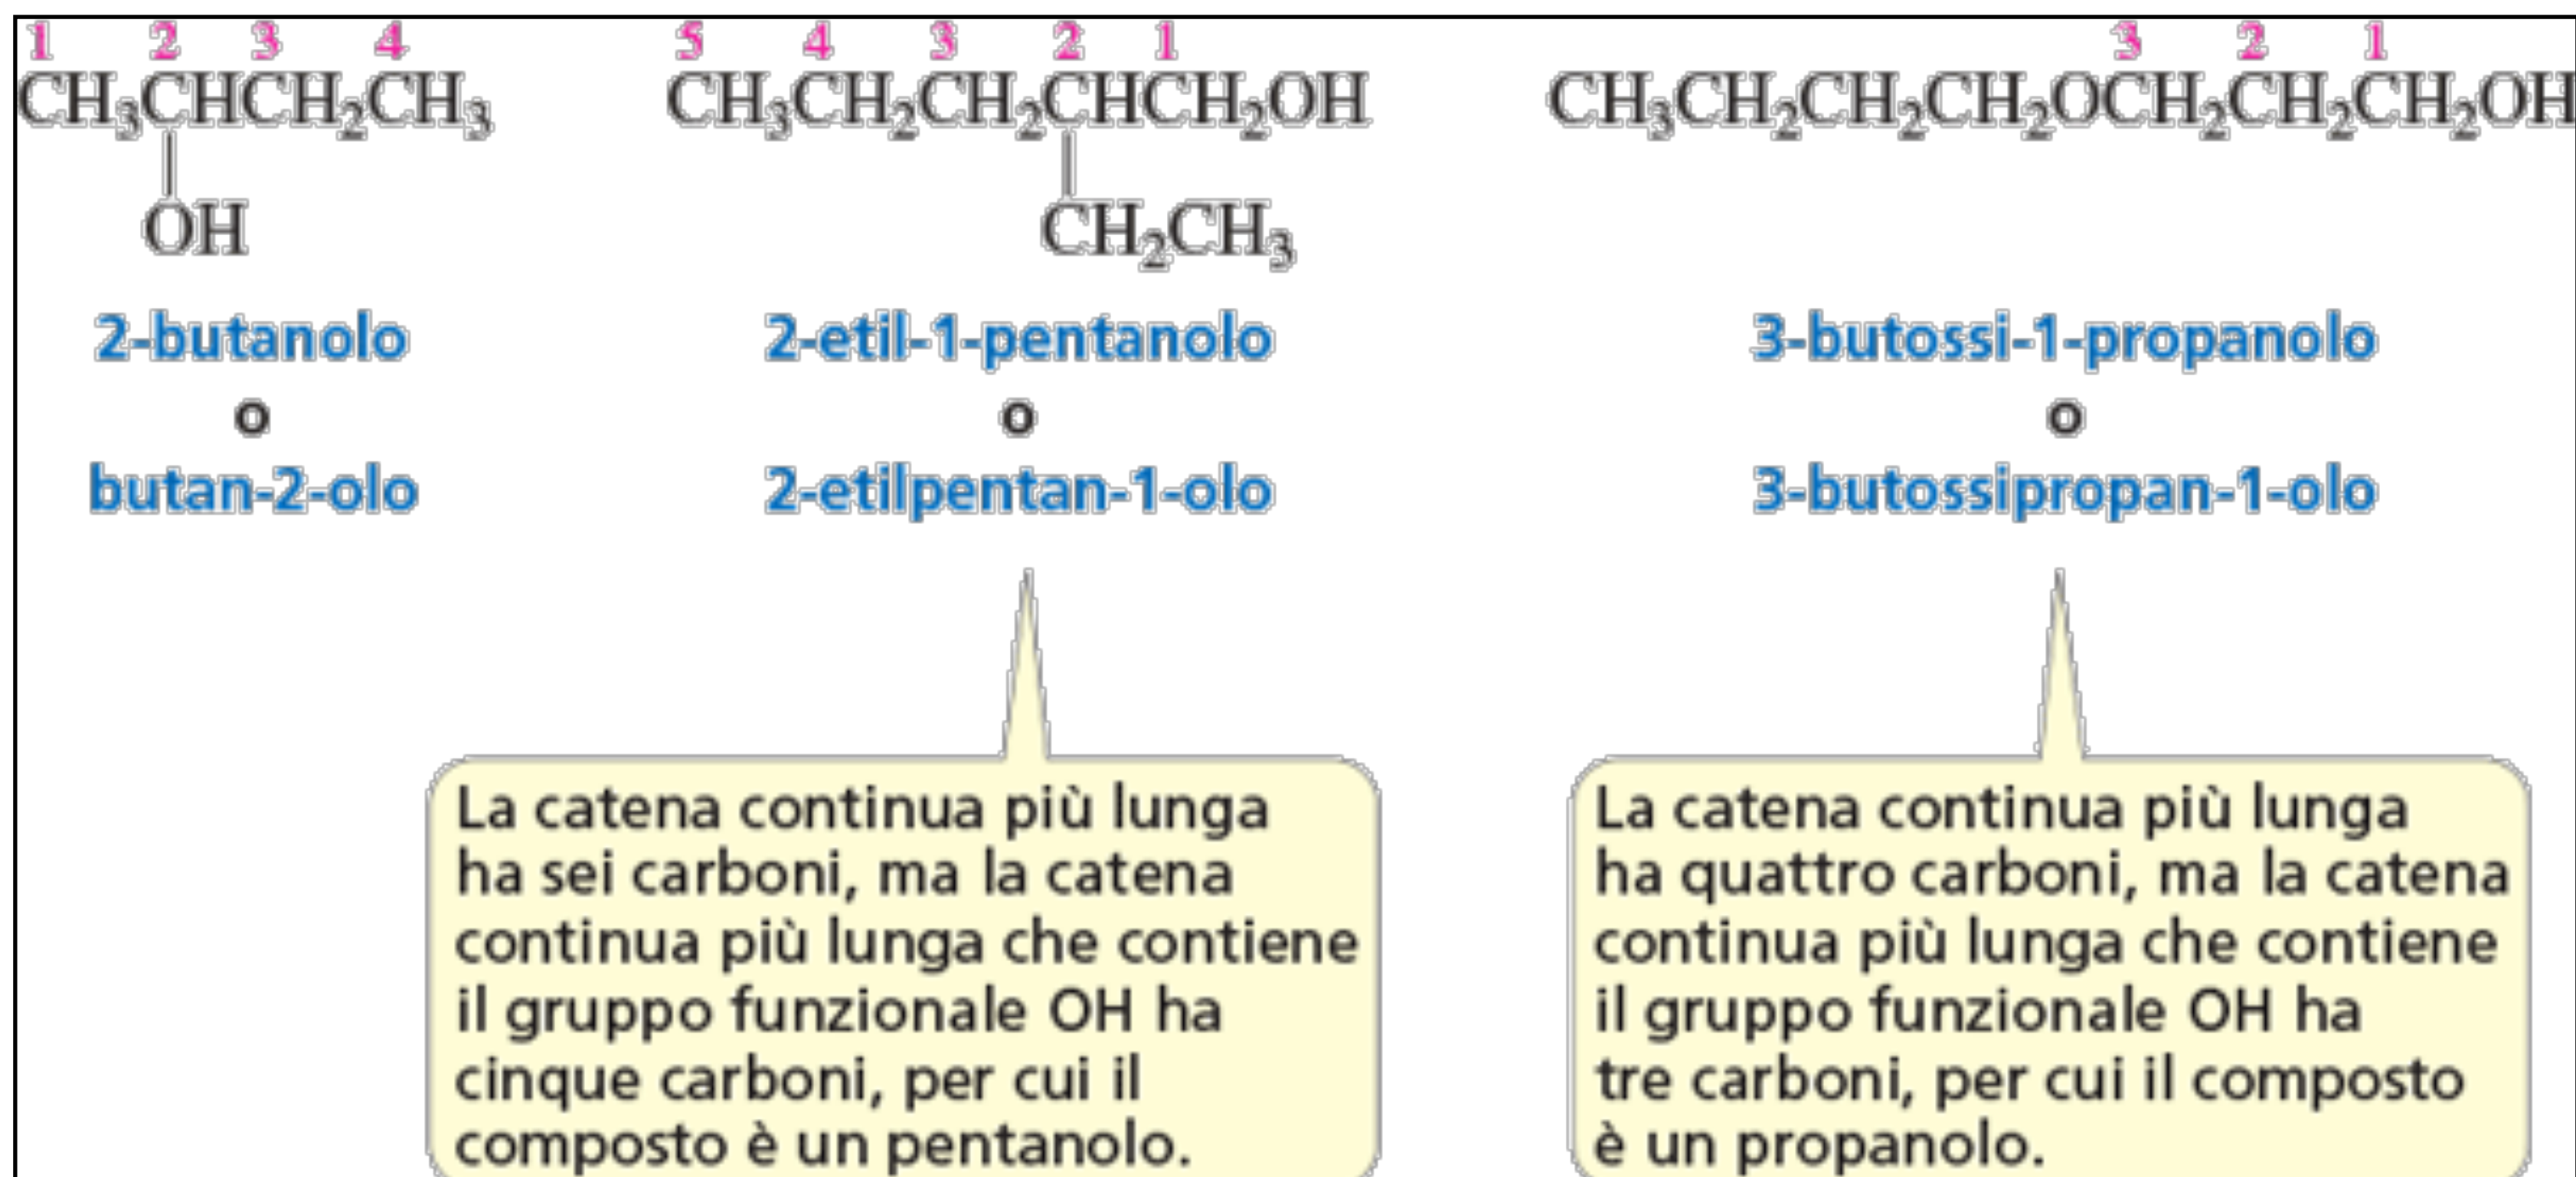 1 2 3 4
CH₃CHCH₂CH₃
OH
2-butanolo
o
butan-2-olo
5 4 3 2 1
CH₃CH₂CH₂CHCH₂OH
CH₂CH₃
2-etil-1-pentanolo
o
2-etilpentan-1-olo
La catena continua più lunga
ha sei carboni, ma la catena
continua più lunga che contiene
il gruppo funzionale OH ha
cinque carboni, per cui il
composto è un pentanolo.
3 2 1
CH₃CH₂CH₂CH₂OCH₂CH₂CH₂OH
3-butossi-1-propanolo
o
3-butossipropan-1-olo
La catena continua più lunga
ha quattro carboni, ma la catena
continua più lunga che contiene
il gruppo funzionale OH ha
tre carboni, per cui il composto
è un propanolo.